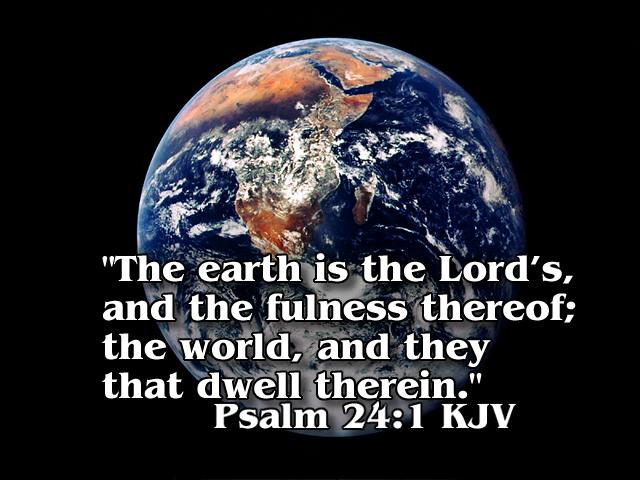 "The earth is the Lord's,
and the fulness thereof;
the world, and they
that dwell therein."
Psalm 24:1 KJV